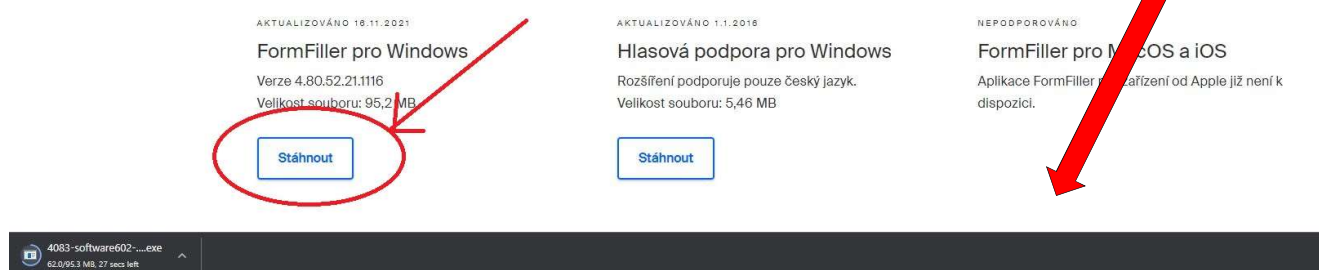 AKTUALIZOVÁNO 16.11.2021
FormFiller pro Windows
Verze 4.80.52.21.1116
Velikost souboru: 95,2 MB
Stáhnout
AKTUALIZOVÁNO 1.1.2016
Hlasová podpora pro Windows
Rozšíření podporuje pouze český jazyk.
Velikost souboru: 5,46 MB
Stáhnout
NEPODPOROVÁNO
FormFiller pro MacOS a iOS
Aplikace FormFiller zařízení od Apple již není k
dispozici.
4083-software602-....exe
62.0/95.3 MB, 27 secs left